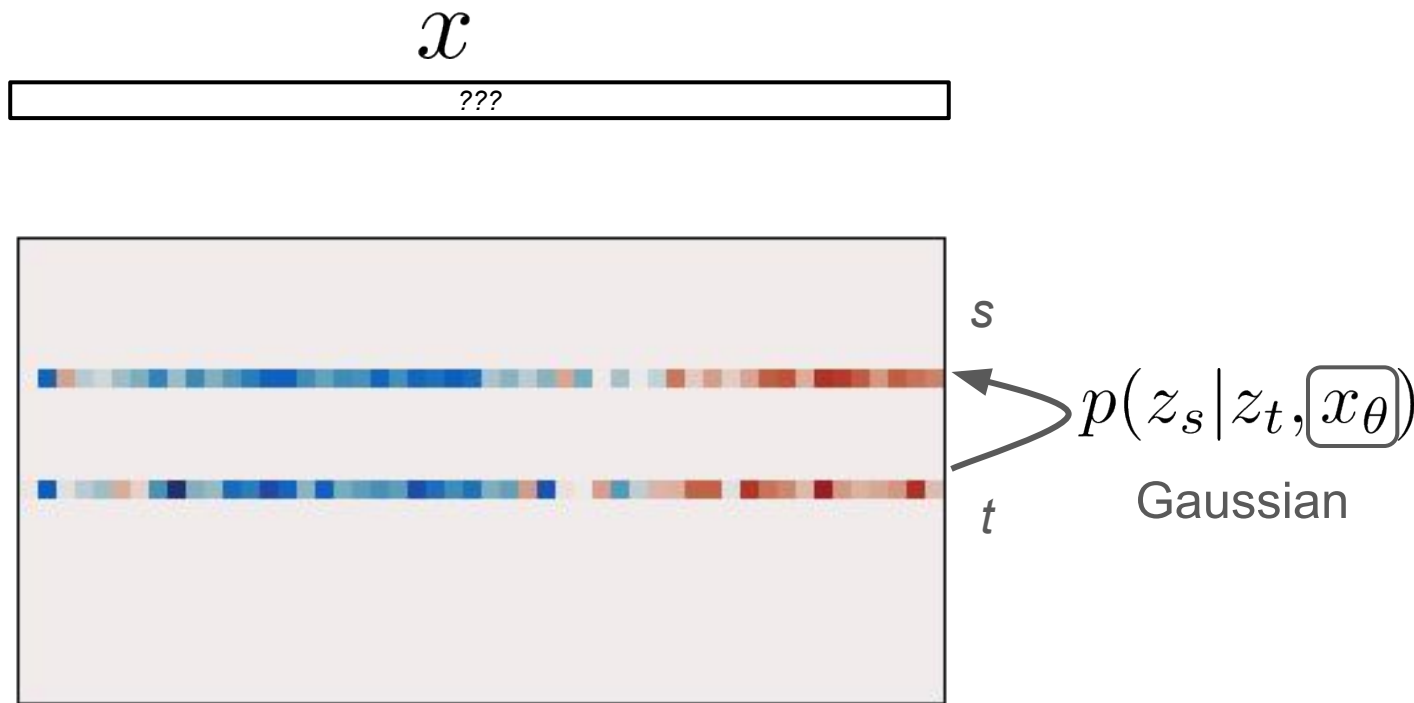 x
???
s
p(z_s|z_t, x_θ)
Gaussian
t